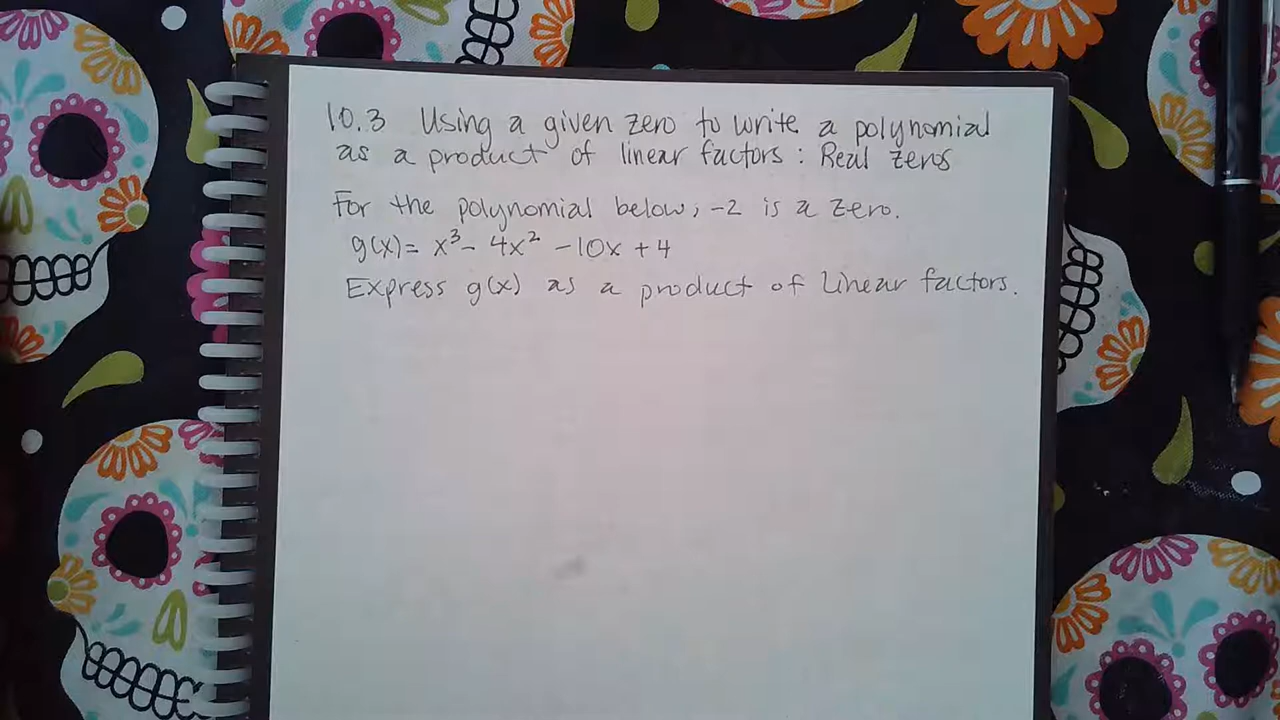 10.3 Using a given zero to write a polynomial
as a product of linear factors : Real zeros
For the polynomial below, -2 is a zero.
g(x) = x³ - 4x² - 10x + 4
Express g(x) as a product of linear factors.